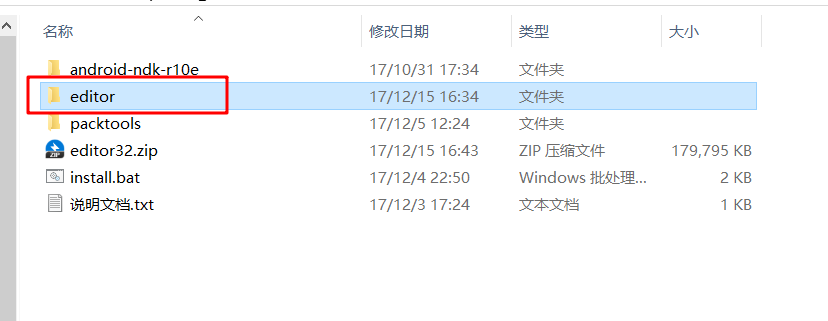 名称 修改日期 类型 大小
android-ndk-r10e 17/10/31 17:34 文件夹
editor 17/12/15 16:34 文件夹
packtools 17/12/5 12:24 文件夹
ZIP editor32.zip 17/12/15 16:43 ZIP 压缩文件 179,795 KB
install.bat 17/12/4 22:50 Windows 批处理... 2 KB
说明文档.txt 17/12/3 17:24 文本文档 1 KB